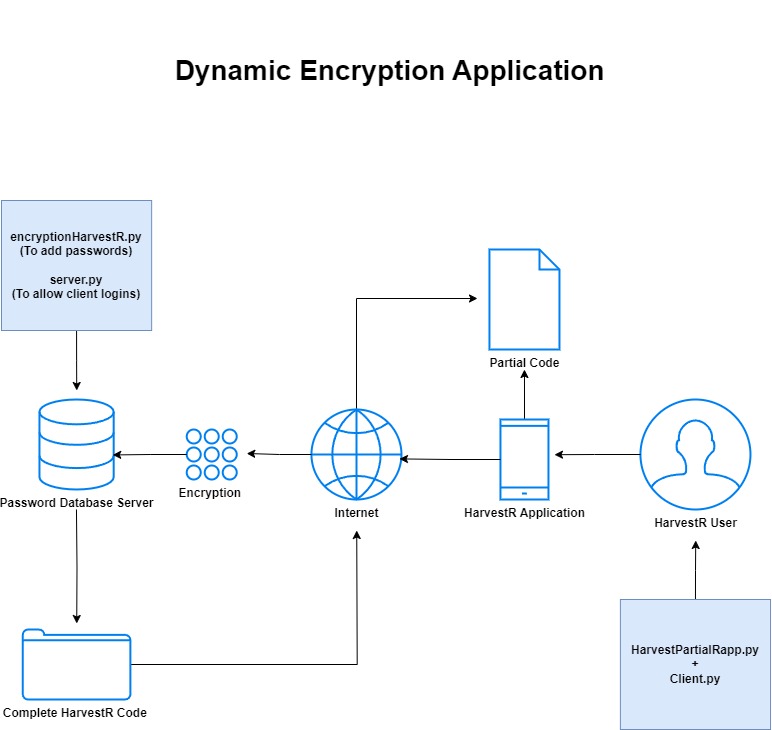 Dynamic Encryption Application
encryptionHarvestR.py
(To add passwords)
server.py
(To allow client logins)
Partial Code
Password Database Server
Encryption
Internet
HarvestR Application
HarvestR User
Complete HarvestR Code
HarvestPartialRapp.py
+
Client.py